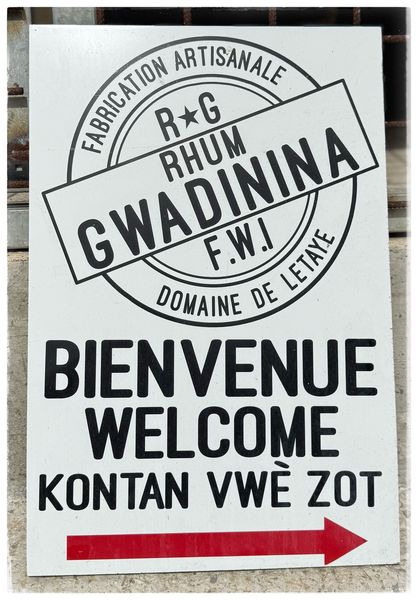 FABRICATION ARTISANALE
R★G
RHUM
GWADININA
F.W.I
DOMAINE DE LETAYE
BIENVENUE
WELCOME
KONTAN VWÈ ZOT